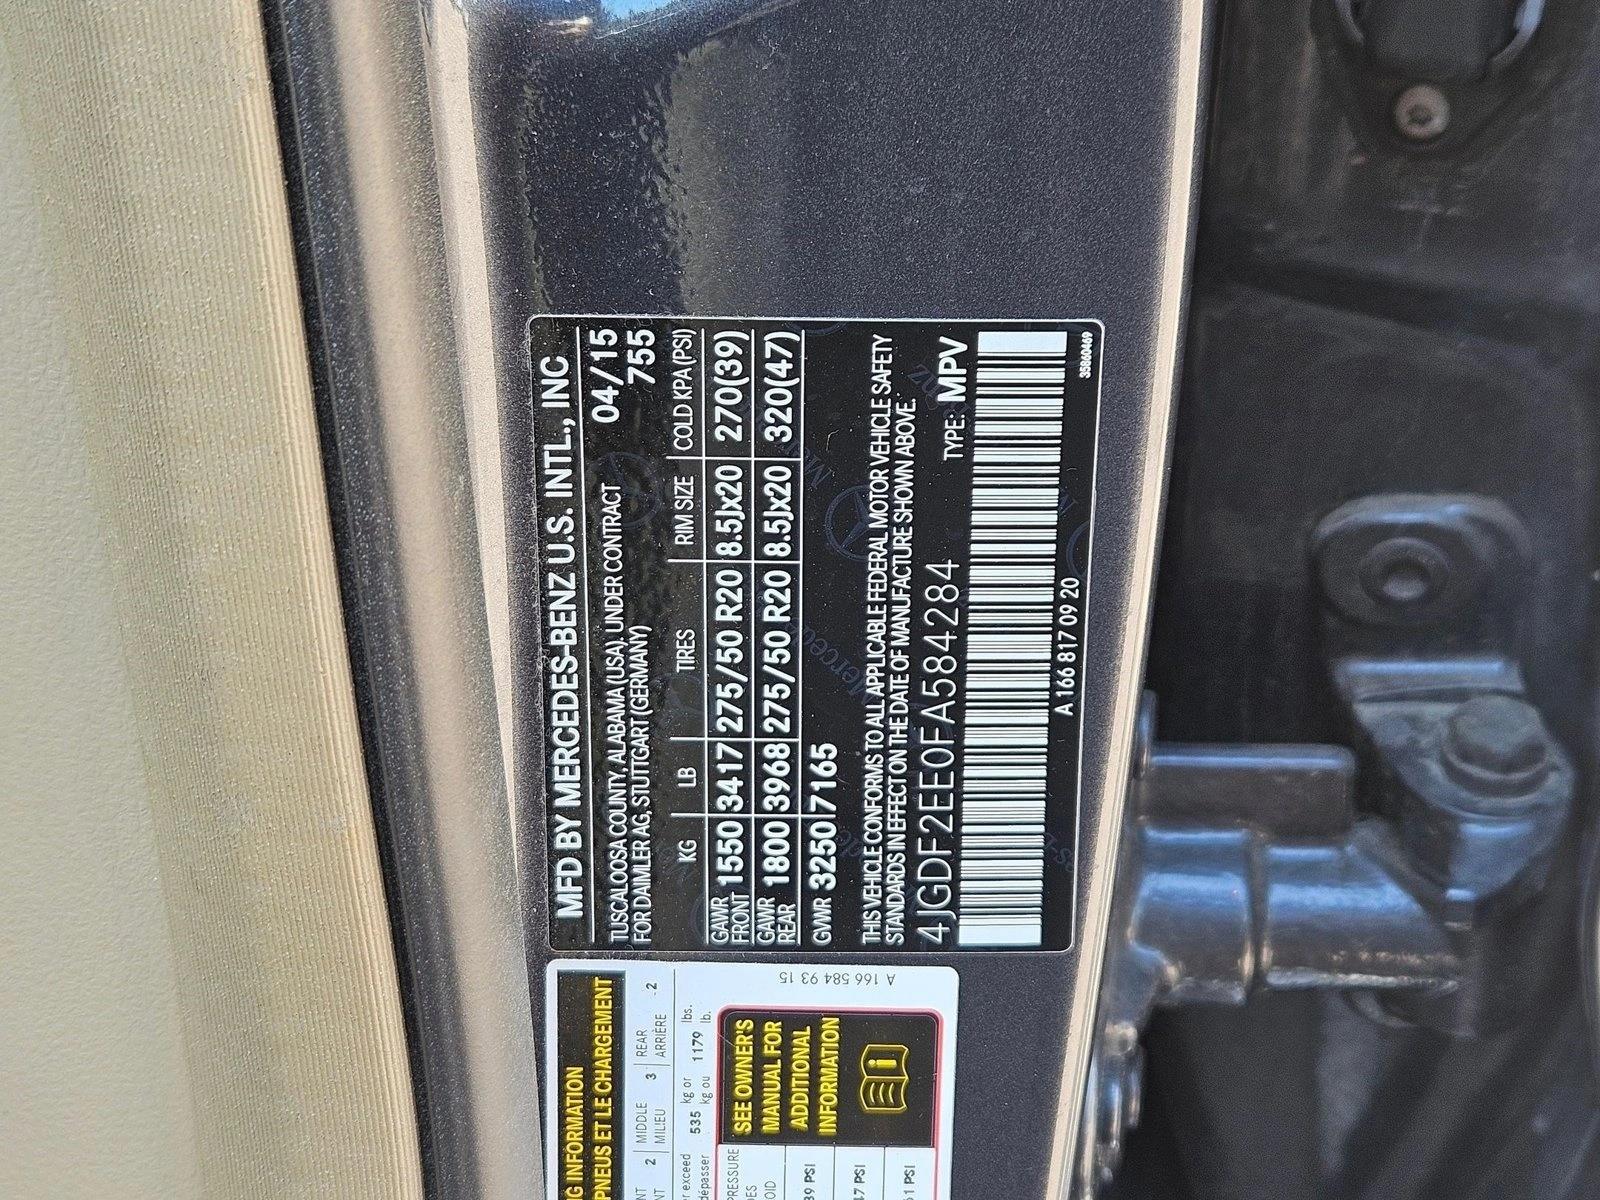 MFD BY MERCEDES-BENZ U.S. INTL., INC
TUSCALOOSA COUNTY, ALABAMA (USA), UNDER CONTRACT 04/15
FOR DAIMLER AG, STUTTGART (GERMANY) 755
KG LB TIRES RIM SIZE COLD KPA (PSI)
GAWR FRONT 1550 3417 275/50 R20 8.5Jx20 270(39)
GAWR REAR 1800 3968 275/50 R20 8.5Jx20 320(47)
GVWR 3250 7165
THIS VEHICLE CONFORMS TO ALL APPLICABLE FEDERAL MOTOR VEHICLE SAFETY
STANDARDS IN EFFECT ON THE DATE OF MANUFACTURE SHOWN ABOVE.
4JGDF2EE0FA584284 TYPE: MPV
A 166 817 09 20
35860469
INFORMATION
PNEUS ET LE CHARGEMENT
2 MIDDLE 3 REAR 2
MILIEU ARRIÈRE
exceed 535 kg or 1179 lbs.
dépasser kg ou lb.
PRESSURE
SEE OWNER'S
MANUAL FOR
ADDITIONAL
INFORMATION
PSI
PSI
PSI
A 166 584 93 15